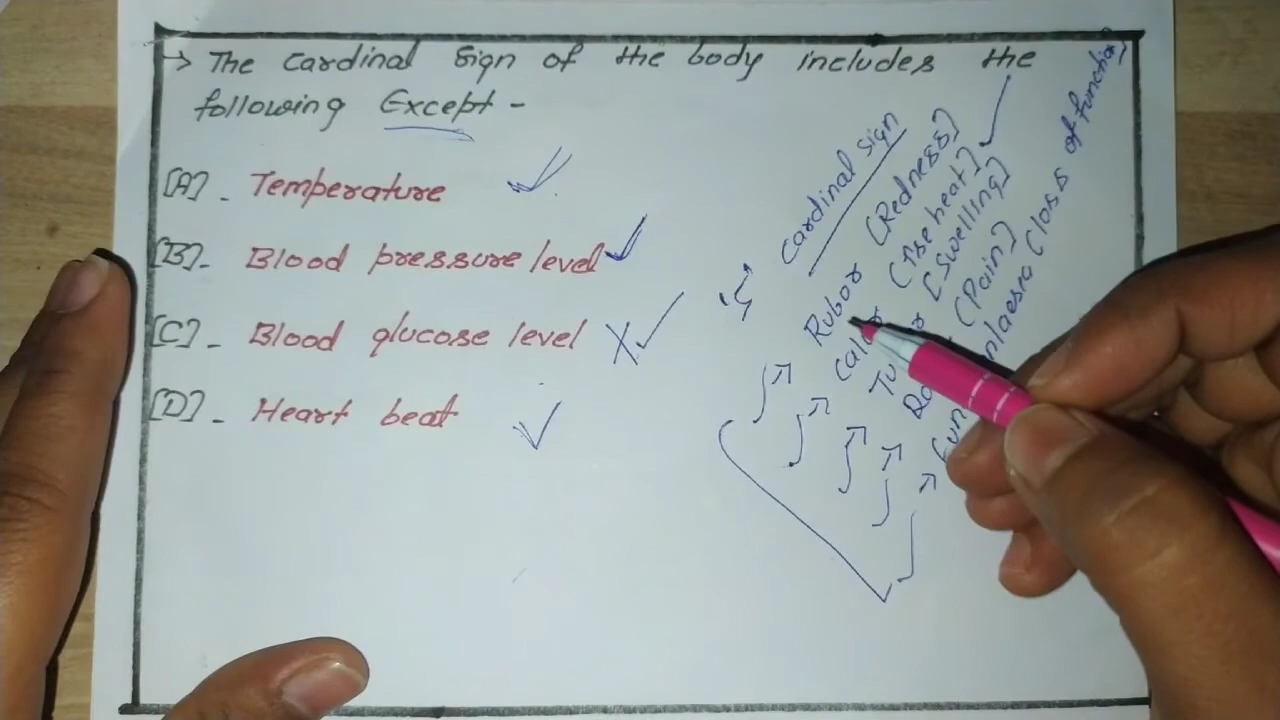 → The cardinal sign of the body includes the
following Except -
[A]. Temperature
[B]. Blood pressure level
[C]. Blood glucose level
[D]. Heart beat
cardinal sign
Rubor [Redness]
(heat]
[Swelling]
(Pain]
(loss of function]